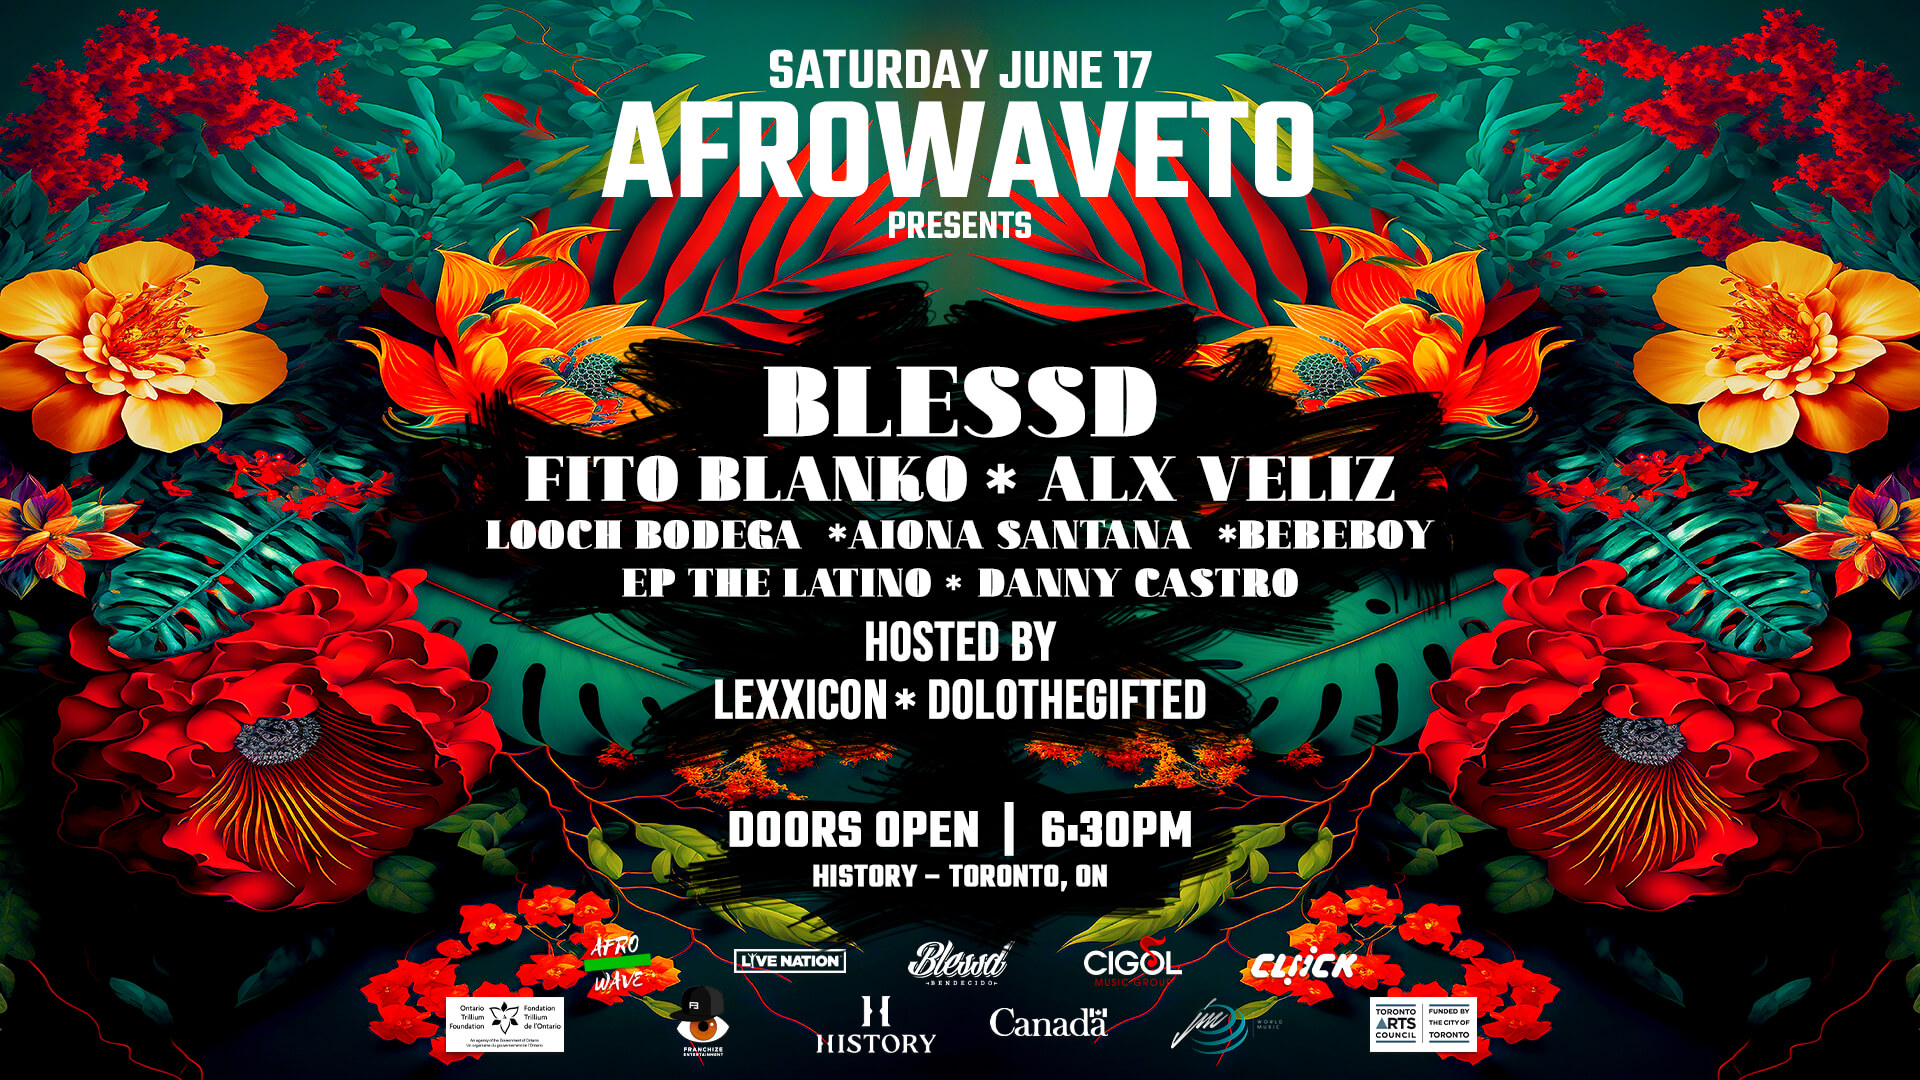 SATURDAY JUNE 17
AFROWAVETO
PRESENTS
BLESSD
FITO BLANKO * ALX VELIZ
LOOCH BODEGA *AIONA SANTANA *BEBEBOY
EP THE LATINO * DANNY CASTRO
HOSTED BY
LEXXICON * DOLOTHEGIFTED
DOORS OPEN | 6:30PM
HISTORY – TORONTO, ON
AFRO
WAVE
LIVE NATION
Blessd
BENDECIDO
CIGOL
MUSIC GROUP
CLIICK
Ontario
Trillium
Foundation
Fondation
Trillium
de l'Ontario
An agency of the Government of Ontario
Un organisme du gouvernement de l'Ontario
FB
FRANCHIZE
ENTERTAINMENT
H
HISTORY
Canada
jm
WORLD
MUSIC
TORONTO
ARTS
COUNCIL
FUNDED BY
THE CITY OF
TORONTO